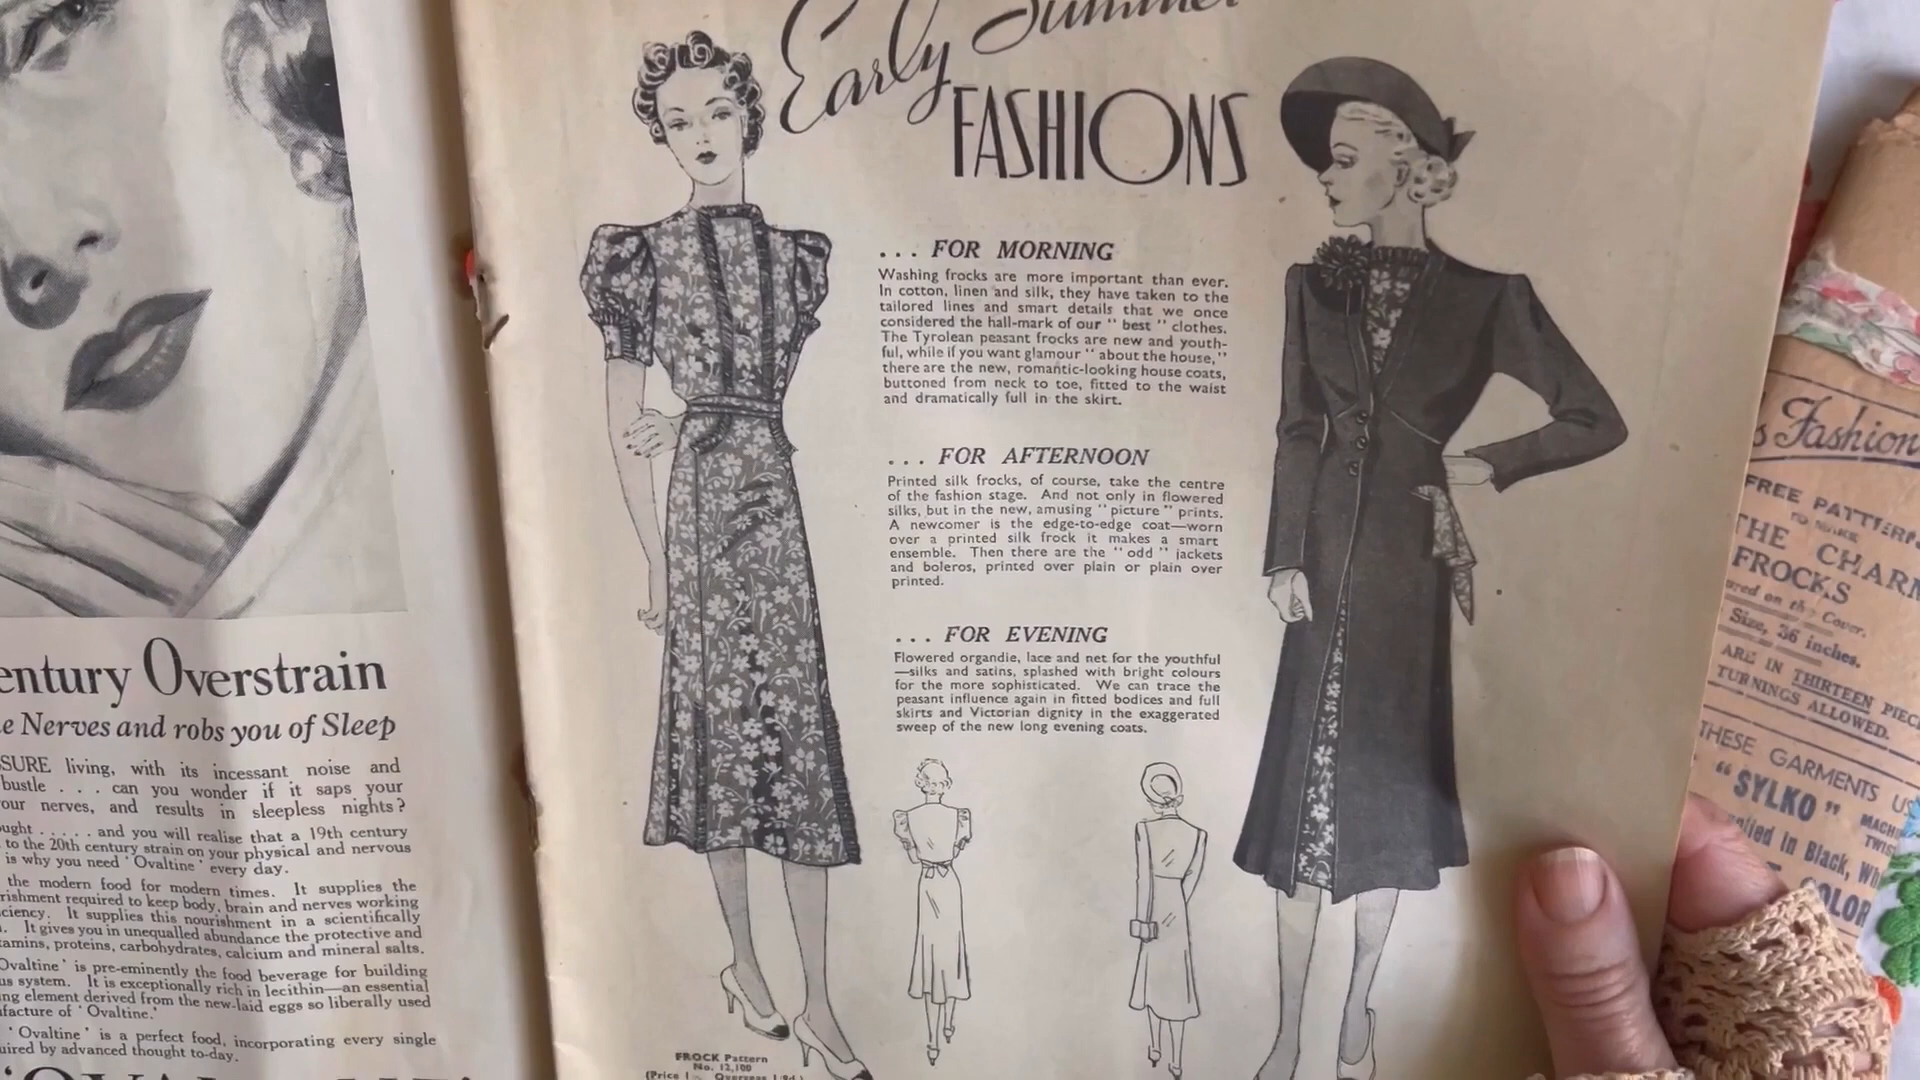 entury Overstrain
Nerves and robs you of Sleep
SURE living, with its incessant noise and
bustle . . . can you wonder if it saps your
our nerves, and results in sleepless nights?
ught . . . . . and you will realise that a 19th century
to the 20th century strain on your physical and nervous
is why you need ' Ovaltine ' every day.
the modern food for modern times. It supplies the
rishment required to keep body, brain and nerves working
ciency. It supplies this nourishment in a scientifically
It gives you in unequalled abundance the protective and
tamins, proteins, carbohydrates, calcium and mineral salts.
Ovaltine ' is pre-eminently the food beverage for building
us system. It is exceptionally rich in lecithin—an essential
ng element derived from the new-laid eggs so liberally used
facture of ' Ovaltine.'
' Ovaltine ' is a perfect food, incorporating every single
uired by advanced thought to-day.
Early Summer
FASHIONS
. . . FOR MORNING
Washing frocks are more important than ever.
In cotton, linen and silk, they have taken to the
tailored lines and smart details that we once
considered the hall-mark of our " best " clothes.
The Tyrolean peasant frocks are new and youth-
ful, while if you want glamour " about the house,"
there are the new, romantic-looking house coats,
buttoned from neck to toe, fitted to the waist
and dramatically full in the skirt.
. . . FOR AFTERNOON
Printed silk frocks, of course, take the centre
of the fashion stage. And not only in flowered
silks, but in the new, amusing " picture " prints.
A newcomer is the edge-to-edge coat—worn
over a printed silk frock it makes a smart
ensemble. Then there are the " odd " jackets
and boleros, printed over plain or plain over
printed.
. . . FOR EVENING
Flowered organdie, lace and net for the youthful
—silks and satins, splashed with bright colours
for the more sophisticated. We can trace the
peasant influence again in fitted bodices and full
skirts and Victorian dignity in the exaggerated
sweep of the new long evening coats.
FROCK Pattern
No. 12,100
s Fashion
FREE PATTERNS
TO MAKE
THE CHARM
FROCKS
on the Cover.
Size, 36 inches.
ARE IN THIRTEEN PIEC
TURNINGS ALLOWED.
THESE GARMENTS US
" SYLKO "
MACHI
TWIST
plied in Black, Wh
COLOR